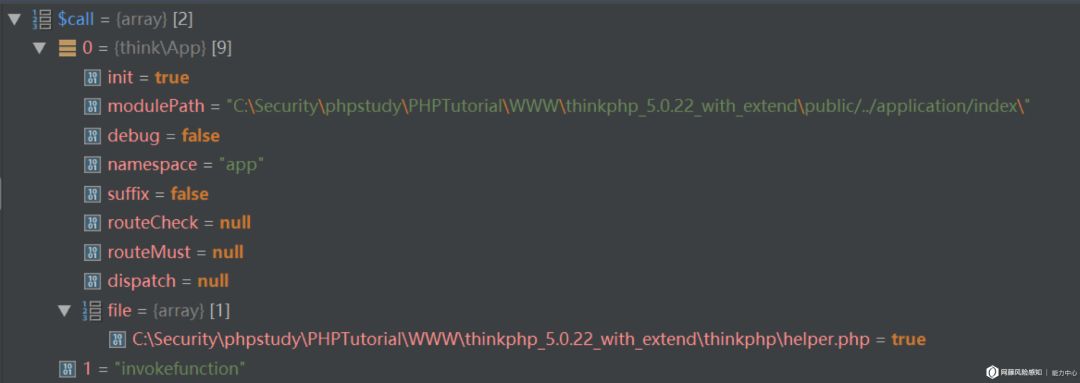 $call = {array} [2]
0 = {think\App} [9]
init = true
modulePath = "C:\Security\phpstudy\PHPTutorial\WWW\thinkphp_5.0.22_with_extend\public/../application/index\"
debug = false
namespace = "app"
suffix = false
routeCheck = null
routeMust = null
dispatch = null
file = {array} [1]
C:\Security\phpstudy\PHPTutorial\WWW\thinkphp_5.0.22_with_extend\thinkphp\helper.php = true
1 = "invokefunction"
网藤风险感知 | 能力中心